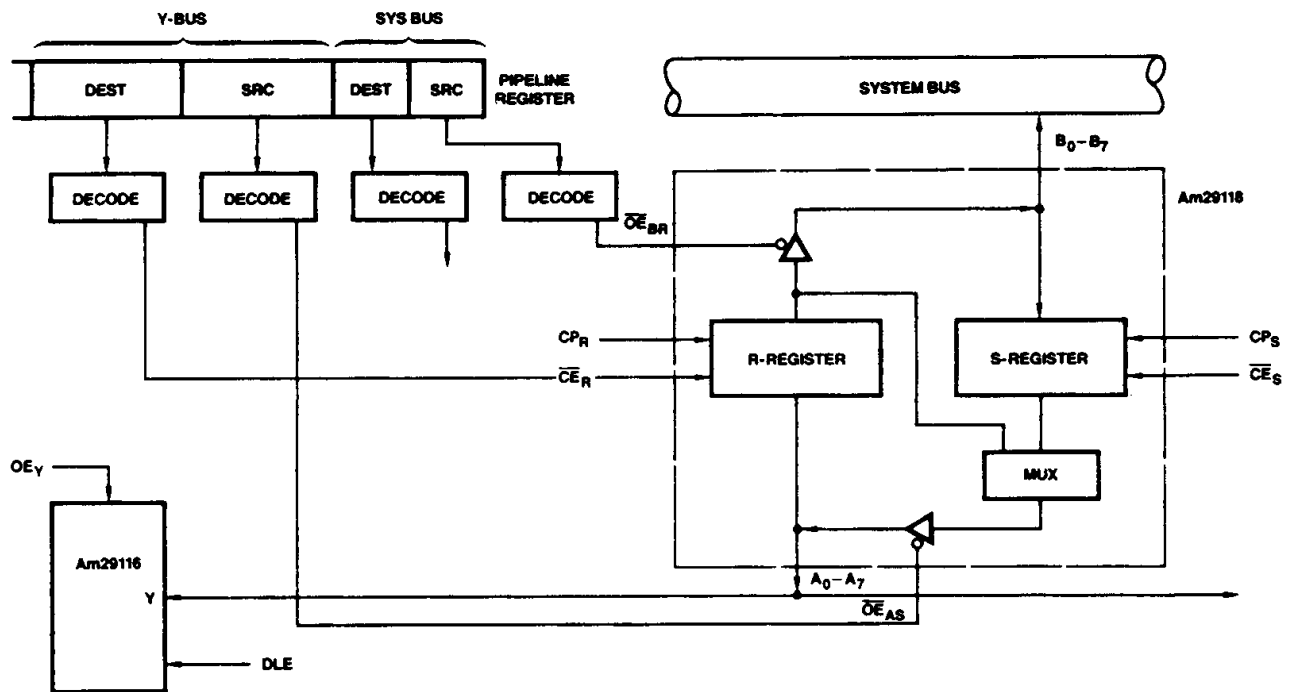 Y-BUS
SYS BUS
DEST
SRC
DEST
SRC
PIPELINE
REGISTER
SYSTEM BUS
B0–B7
DECODE
DECODE
DECODE
DECODE
Am29118
OEBR
CPR
CER
R-REGISTER
S-REGISTER
CPS
CES
OEY
MUX
Am29116
Y
A0–A7
OEAS
DLE